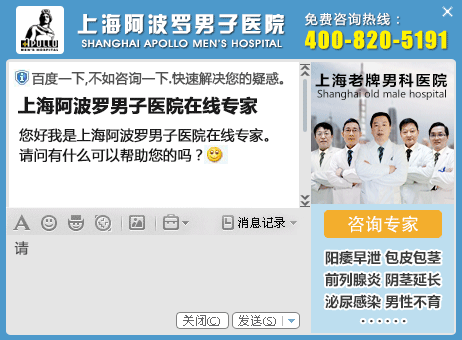 APOLLO
上海阿波罗男子医院
SHANGHAI APOLLO MEN'S HOSPITAL
免费咨询热线：
400-820-5191
百度一下,不如咨询一下.快速解决您的疑惑。
上海阿波罗男子医院在线专家
您好我是上海阿波罗男子医院在线专家。
请问有什么可以帮助您的吗？
消息记录
请
关闭(C)
发送(S)
上海老牌男科医院
Shanghai old male hospital
咨询专家
阳痿早泄 包皮包茎
前列腺炎 阴茎延长
泌尿感染 男性不育
······